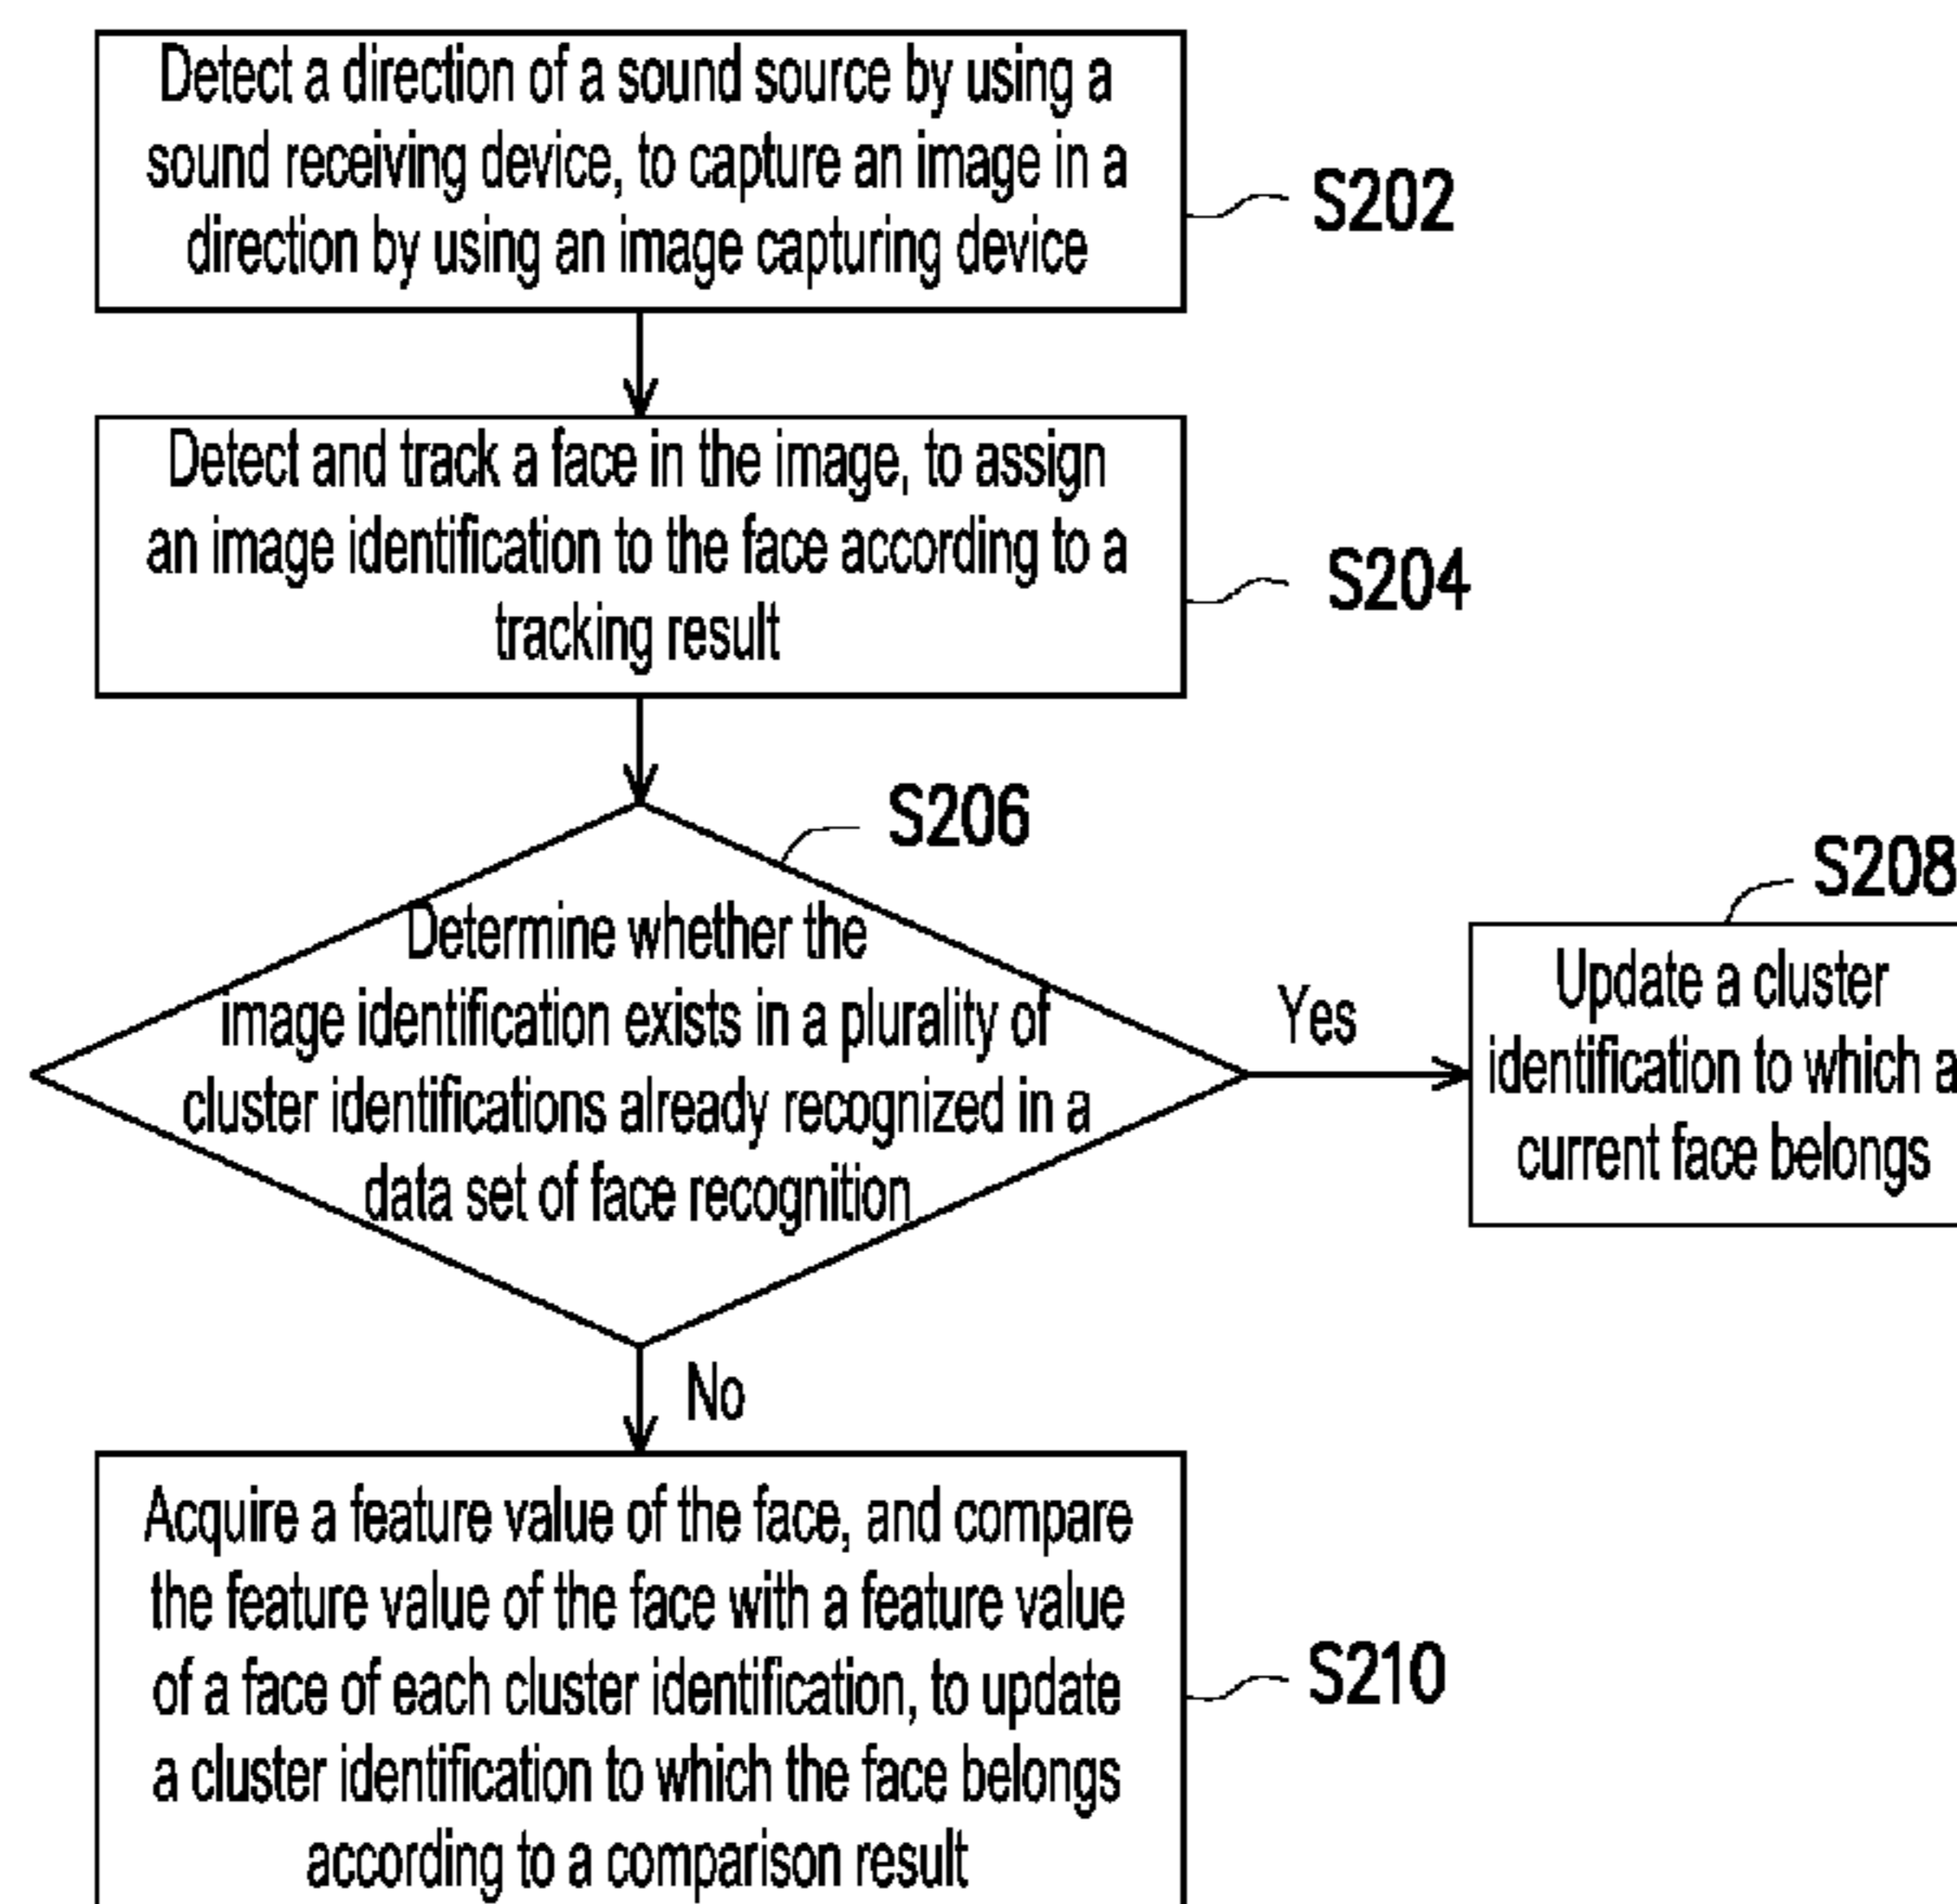 Detect a direction of a sound source by using a
sound receiving device, to capture an image in a
direction by using an image capturing device
S202
Detect and track a face in the image, to assign
an image identification to the face according to a
tracking result
S204
S206
Determine whether the
image identification exists in a plurality of
cluster identifications already recognized in a
data set of face recognition
Yes
S208
Update a cluster
identification to which a
current face belongs
No
Acquire a feature value of the face, and compare
the feature value of the face with a feature value
of a face of each cluster identification, to update
a cluster identification to which the face belongs
according to a comparison result
S210